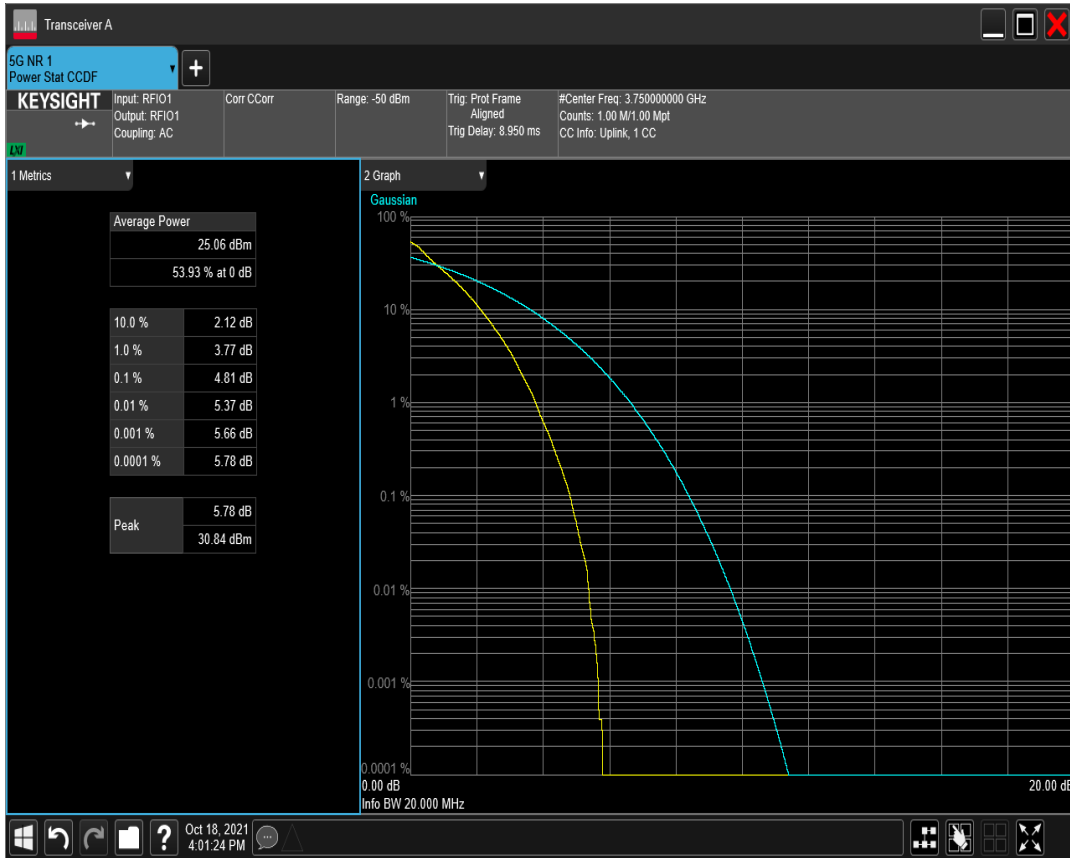 Transceiver A
5G NR 1
Power Stat CCDF
KEYSIGHT
LXI
Input: RFIO1
Output: RFIO1
Coupling: AC
Corr CCorr
Range: -50 dBm
Trig: Prot Frame
Aligned
Trig Delay: 8.950 ms
#Center Freq: 3.750000000 GHz
Counts: 1.00 M/1.00 Mpt
CC Info: Uplink, 1 CC
1 Metrics
Average Power
25.06 dBm
53.93 % at 0 dB
10.0 % 2.12 dB
1.0 % 3.77 dB
0.1 % 4.81 dB
0.01 % 5.37 dB
0.001 % 5.66 dB
0.0001 % 5.78 dB
Peak
5.78 dB
30.84 dBm
2 Graph
Gaussian
100 %
10 %
1 %
0.1 %
0.01 %
0.001 %
0.0001 %
0.00 dB 20.00 dB
Info BW 20.000 MHz
?
Oct 18, 2021
4:01:24 PM